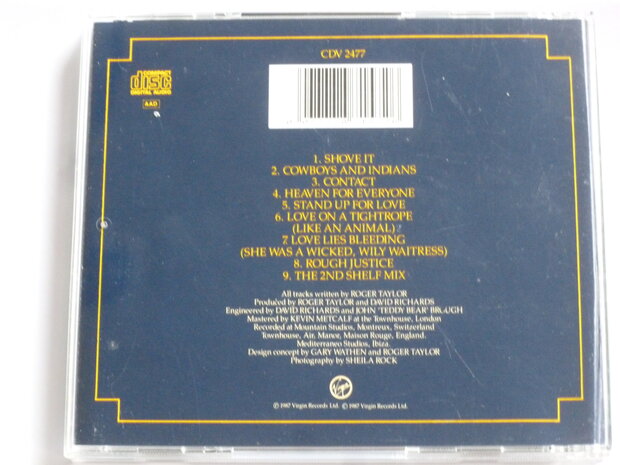 CDV 2477
COMPACT
disc
DIGITAL AUDIO
AAD
1. SHOVE IT
2. COWBOYS AND INDIANS
3. CONTACT
4. HEAVEN FOR EVERYONE
5. STAND UP FOR LOVE
6. LOVE ON A TIGHTROPE
(LIKE AN ANIMAL)
7. LOVE LIES BLEEDING
(SHE WAS A WICKED, WILY WAITRESS)
8. ROUGH JUSTICE
9. THE 2ND SHELF MIX
All tracks written by ROGER TAYLOR
Produced by ROGER TAYLOR and DAVID RICHARDS
Engineered by DAVID RICHARDS and JOHN 'TEDDY BEAR' BROUGH
Mastered by KEVIN METCALF at the Townhouse, London
Recorded at Mountain Studios, Montreux, Switzerland
Townhouse, Air, Manor, Maison Rouge, England.
Mediterraneo Studios, Ibiza.
Design concept by GARY WATHEN and ROGER TAYLOR
Photography by SHEILA ROCK
Virgin
℗ 1987 Virgin Records Ltd. © 1987 Virgin Records Ltd.